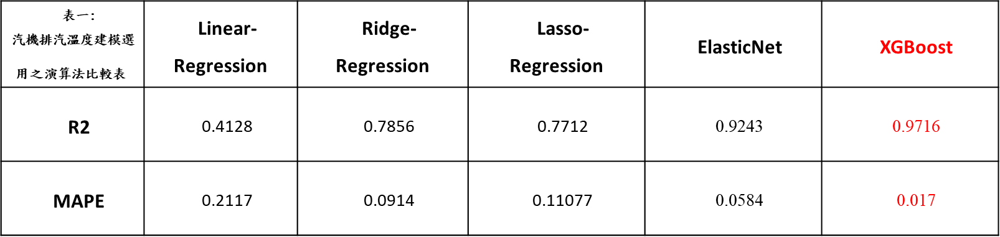 表一:
汽機排汽溫度建模選
用之演算法比較表
Linear-
Regression
Ridge-
Regression
Lasso-
Regression
ElasticNet
XGBoost
R2
0.4128
0.7856
0.7712
0.9243
0.9716
MAPE
0.2117
0.0914
0.11077
0.0584
0.017